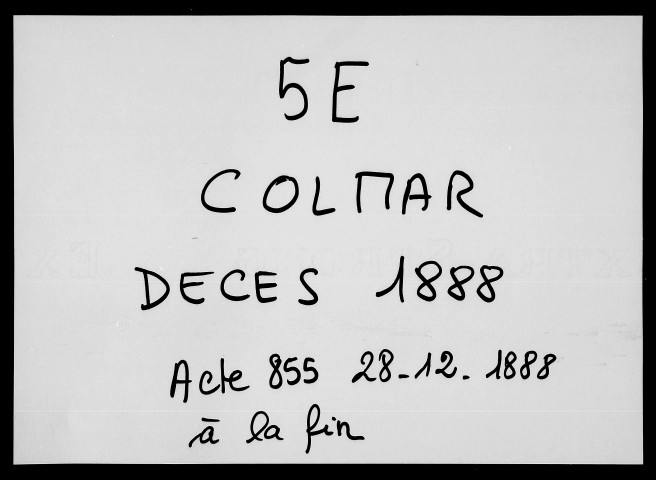 5E
COLMAR
DECES 1888
Acte 855 28-12-1888
à la fin